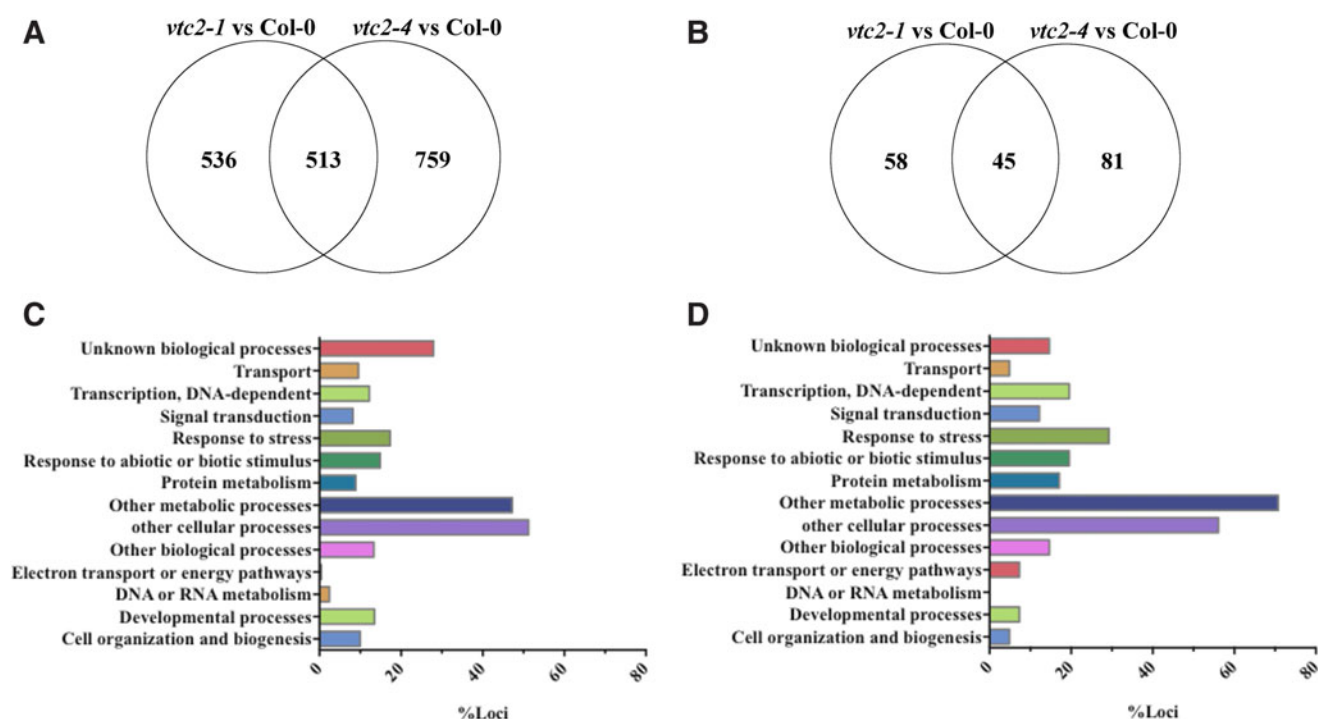 A
vtc2-1 vs Col-0 vtc2-4 vs Col-0
536 513 759
B
vtc2-1 vs Col-0 vtc2-4 vs Col-0
58 45 81
C
Unknown biological processes
Transport
Transcription, DNA-dependent
Signal transduction
Response to stress
Response to abiotic or biotic stimulus
Protein metabolism
Other metabolic processes
other cellular processes
Other biological processes
Electron transport or energy pathways
DNA or RNA metabolism
Developmental processes
Cell organization and biogenesis
0 20 40 60 80
%Loci
D
Unknown biological processes
Transport
Transcription, DNA-dependent
Signal transduction
Response to stress
Response to abiotic or biotic stimulus
Protein metabolism
Other metabolic processes
other cellular processes
Other biological processes
Electron transport or energy pathways
DNA or RNA metabolism
Developmental processes
Cell organization and biogenesis
0 20 40 60 80
%Loci